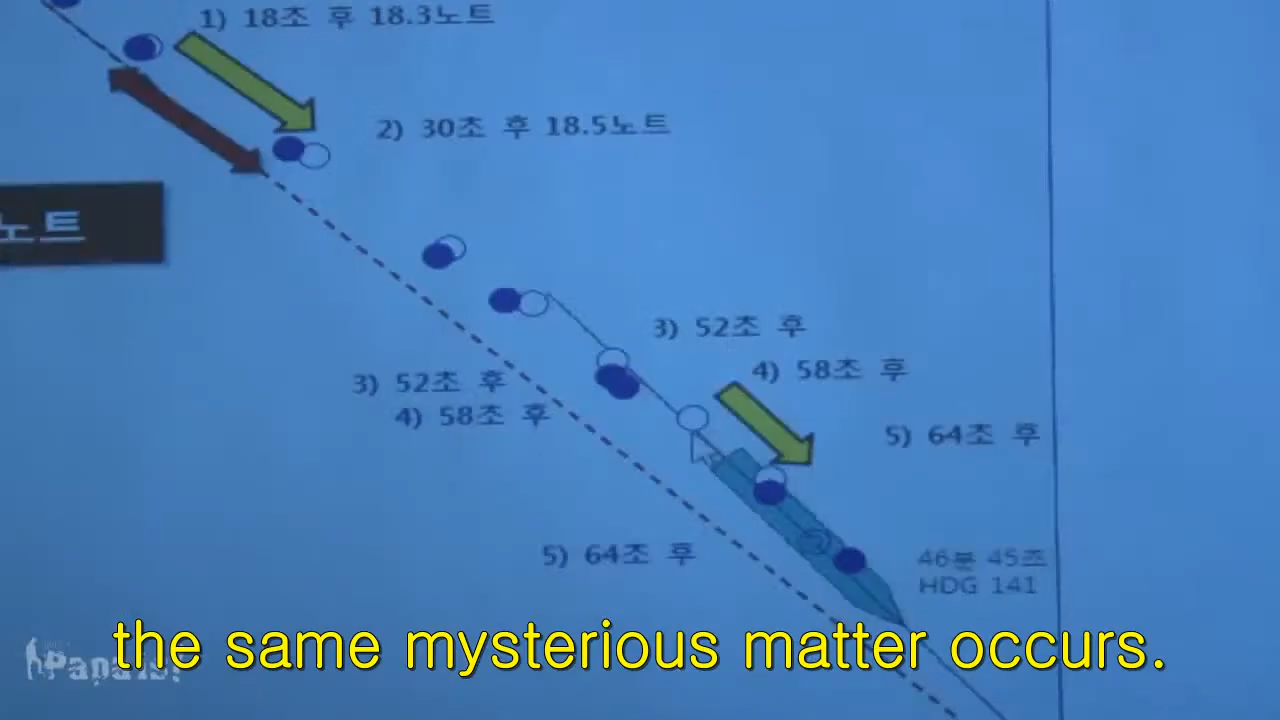 1) 18초 후 18.3노트
2) 30초 후 18.5노트
노트
3) 52초 후
4) 58초 후
3) 52초 후
4) 58초 후
5) 64초 후
5) 64초 후
46분 45초
HDG 141
the same mysterious matter occurs.